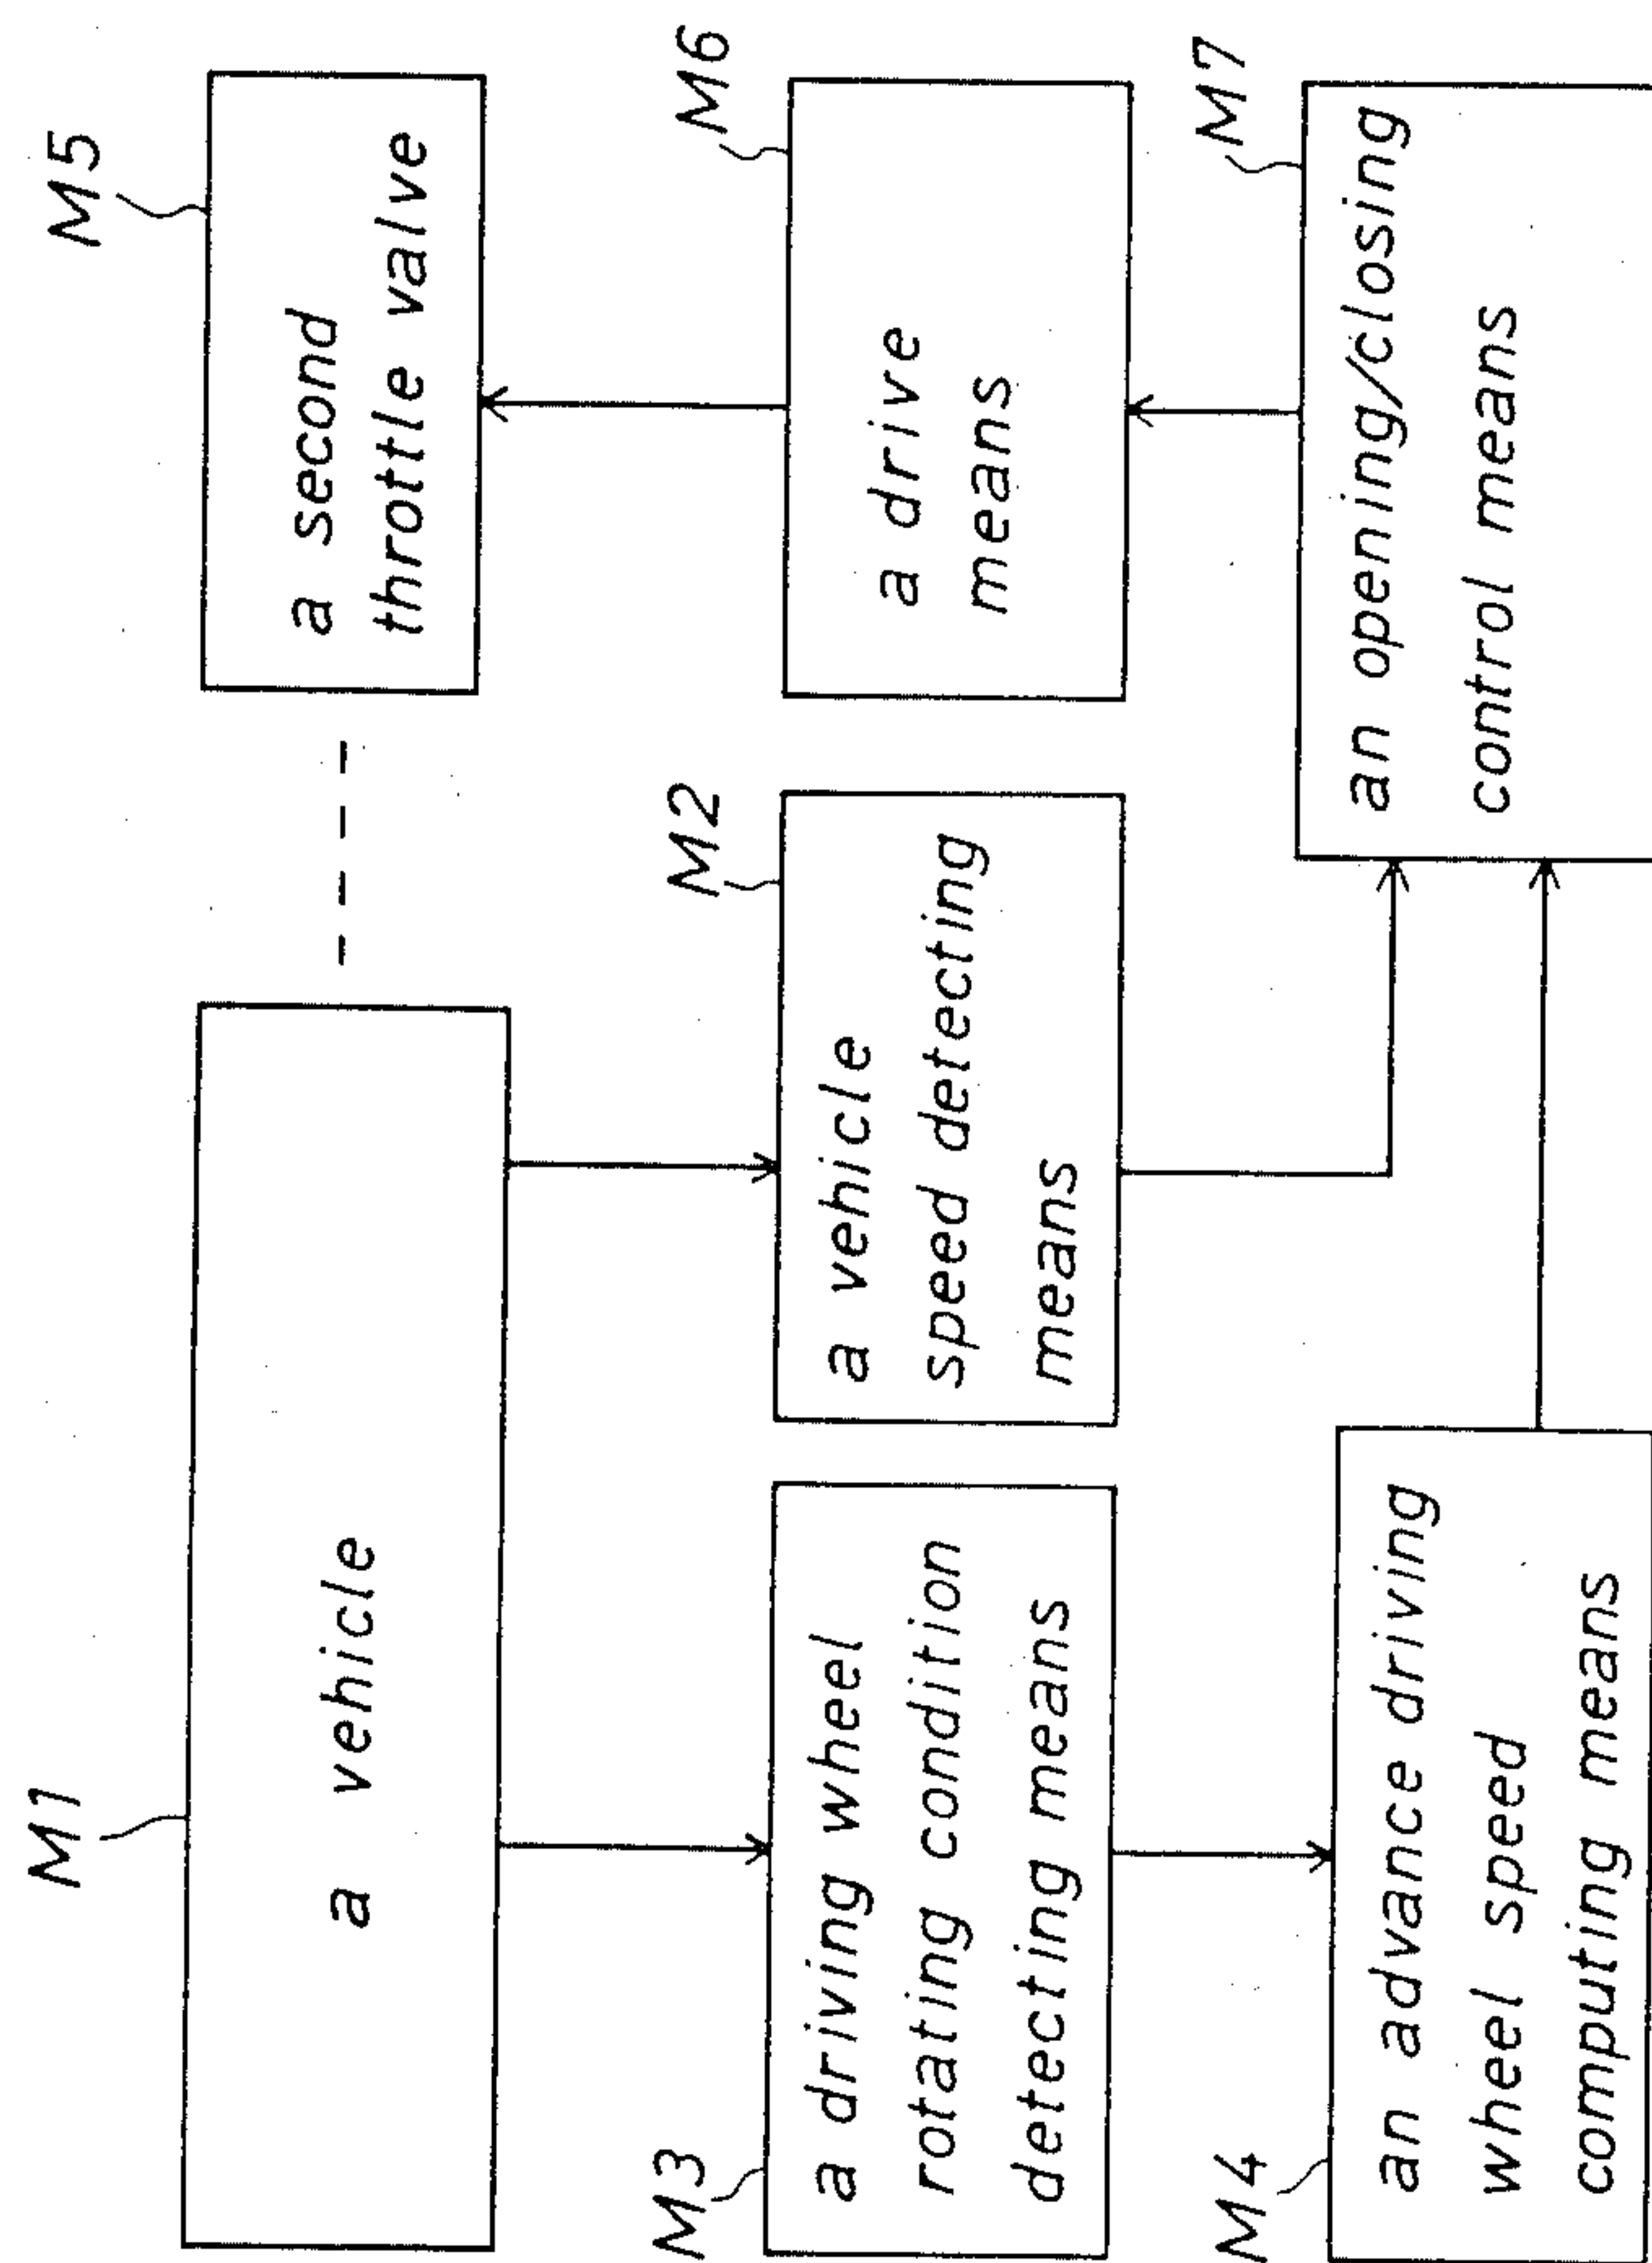 M1
a vehicle
M5
a second
throttle valve
M3
a driving wheel
rotating condition
detecting means
M2
a vehicle
speed detecting
means
M6
a drive
means
M4
an advance driving
wheel speed
computing means
M7
an opening/closing
control means